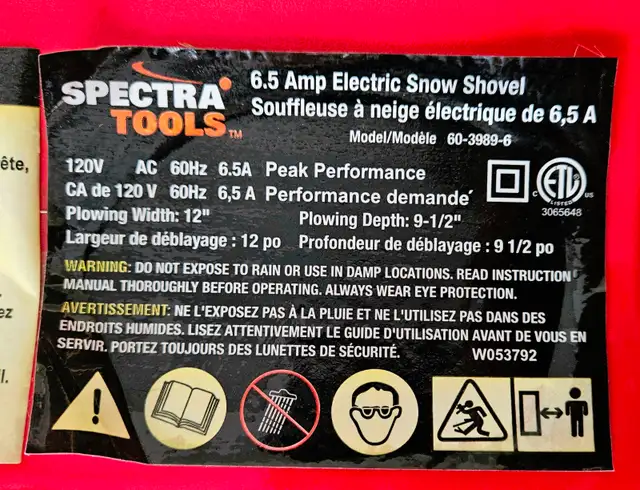 SPECTRA
TOOLS™
6.5 Amp Electric Snow Shovel
Souffleuse à neige électrique de 6,5 A
Model/Modèle 60-3989-6
120V AC 60Hz 6.5A Peak Performance
CA de 120 V 60Hz 6,5 A Performance demandé
Plowing Width: 12" Plowing Depth: 9-1/2"
Largeur de déblayage : 12 po Profondeur de déblayage : 9 1/2 po
C ETL US
LISTED
3065648
WARNING: DO NOT EXPOSE TO RAIN OR USE IN DAMP LOCATIONS. READ INSTRUCTION
MANUAL THOROUGHLY BEFORE OPERATING. ALWAYS WEAR EYE PROTECTION.
AVERTISSEMENT: NE L'EXPOSEZ PAS À LA PLUIE ET NE L'UTILISEZ PAS DANS DES
ENDROITS HUMIDES. LISEZ ATTENTIVEMENT LE GUIDE D'UTILISATION AVANT DE VOUS EN
SERVIR. PORTEZ TOUJOURS DES LUNETTES DE SÉCURITÉ. W053792